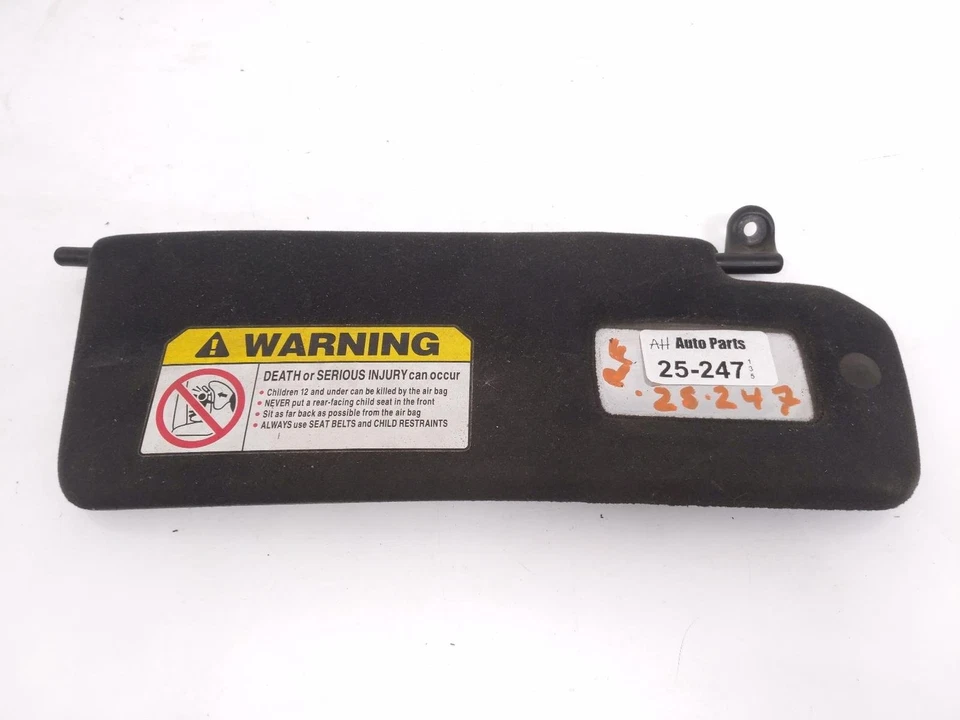 WARNING
DEATH or SERIOUS INJURY can occur
• Children 12 and under can be killed by the air bag
• NEVER put a rear-facing child seat in the front
• Sit as far back as possible from the air bag
• ALWAYS use SEAT BELTS and CHILD RESTRAINTS
AH Auto Parts
25-247 135
25.247